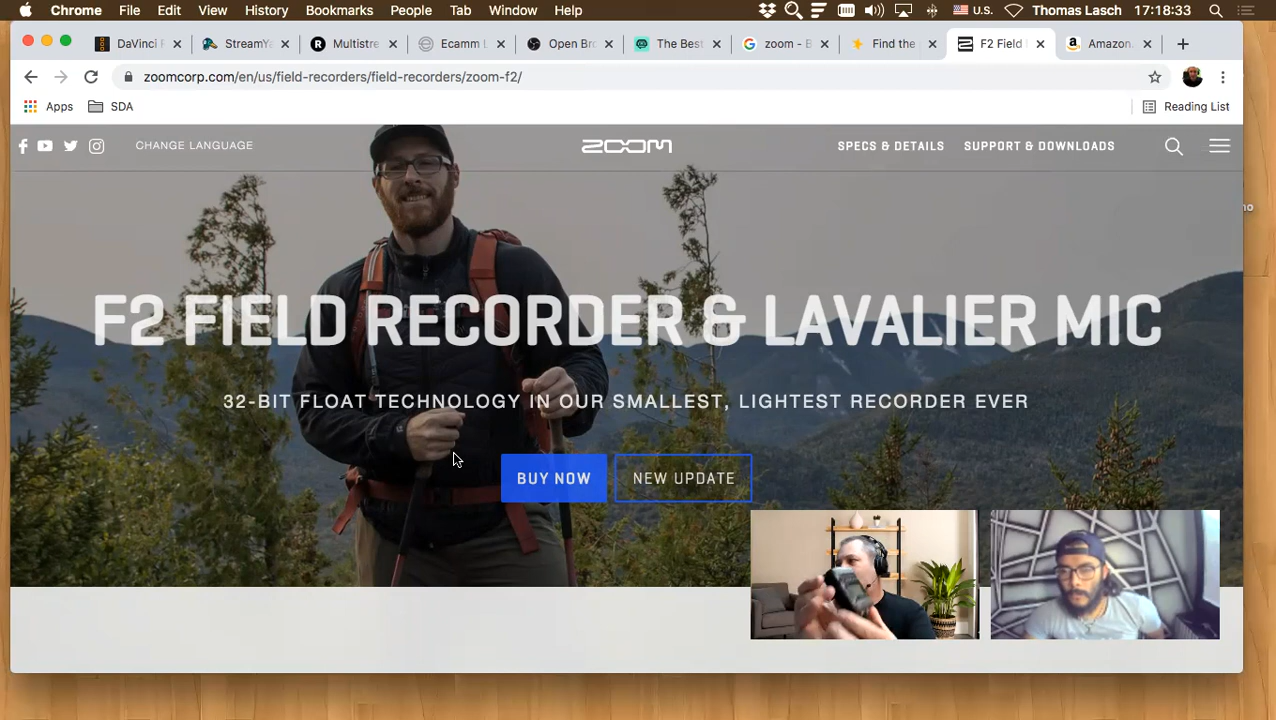 Chrome File Edit View History Bookmarks People Tab Window Help U.S. Thomas Lasch 17:18:33
DaVinci R StreamYa Multistre Ecamm L Open Bro The Best zoom - B Find the F2 Field Amazon.
zoomcorp.com/en/us/field-recorders/field-recorders/zoom-f2/
Apps SDA Reading List
CHANGE LANGUAGE ZOOM SPECS & DETAILS SUPPORT & DOWNLOADS
F2 FIELD RECORDER & LAVALIER MIC
32-BIT FLOAT TECHNOLOGY IN OUR SMALLEST, LIGHTEST RECORDER EVER
BUY NOW NEW UPDATE